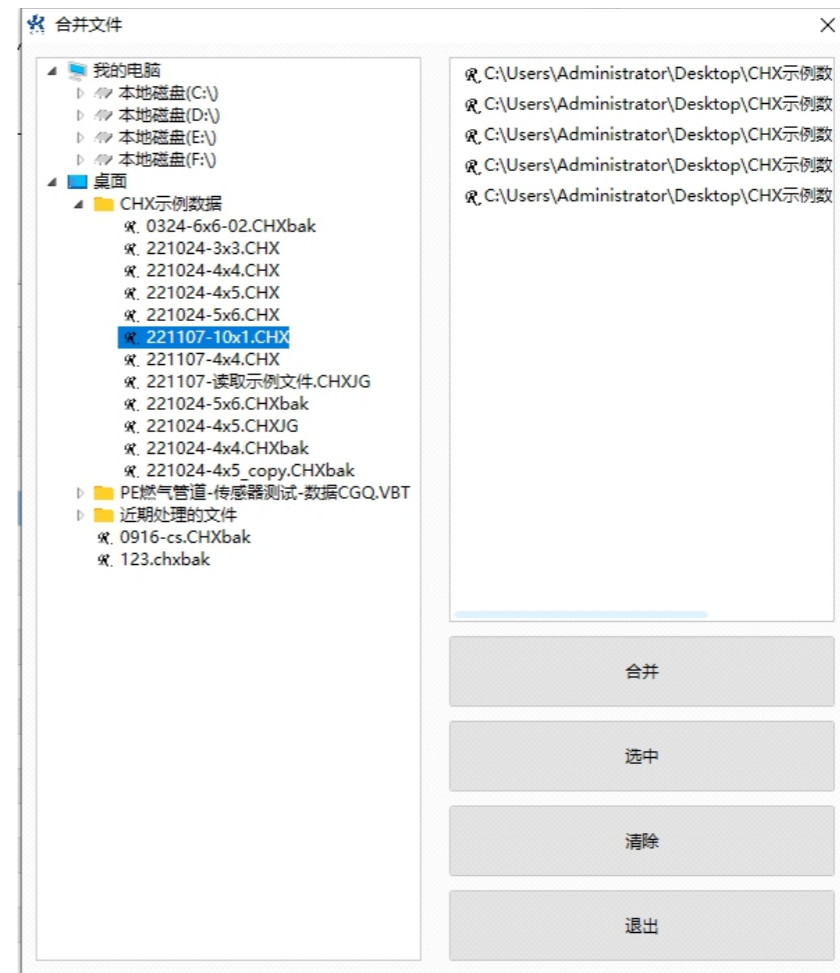 合并文件
我的电脑
本地磁盘(C:\)
本地磁盘(D:\)
本地磁盘(E:\)
本地磁盘(F:\)
桌面
CHX示例数据
0324-6x6-02.CHXbak
221024-3x3.CHX
221024-4x4.CHX
221024-4x5.CHX
221024-5x6.CHX
221107-10x1.CHX
221107-4x4.CHX
221107-读取示例文件.CHXJG
221024-5x6.CHXbak
221024-4x5.CHXJG
221024-4x4.CHXbak
221024-4x5_copy.CHXbak
PE燃气管道-传感器测试-数据CGQ.VBT
近期处理的文件
0916-cs.CHXbak
123.chxbak
C:\Users\Administrator\Desktop\CHX示例数
C:\Users\Administrator\Desktop\CHX示例数
C:\Users\Administrator\Desktop\CHX示例数
C:\Users\Administrator\Desktop\CHX示例数
C:\Users\Administrator\Desktop\CHX示例数
合并
选中
清除
退出